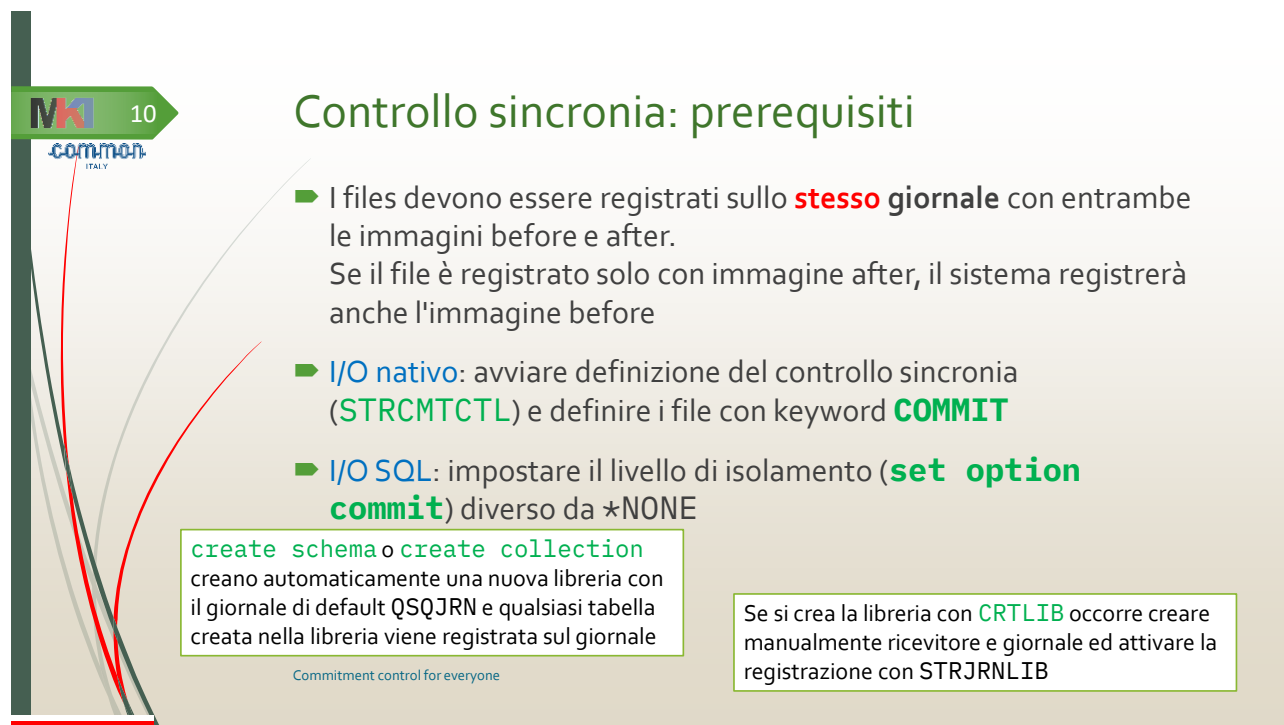 MK1
10
common
ITALY
Controllo sincronia: prerequisiti
I files devono essere registrati sullo stesso giornale con entrambe
le immagini before e after.
Se il file è registrato solo con immagine after, il sistema registrerà
anche l'immagine before
I/O nativo: avviare definizione del controllo sincronia
(STRCMTCTL) e definire i file con keyword COMMIT
I/O SQL: impostare il livello di isolamento (set option
commit) diverso da *NONE
create schema o create collection
creano automaticamente una nuova libreria con
il giornale di default QSQJRN e qualsiasi tabella
creata nella libreria viene registrata sul giornale
Se si crea la libreria con CRTLIB occorre creare
manualmente ricevitore e giornale ed attivare la
registrazione con STRJRNLIB
Commitment control for everyone